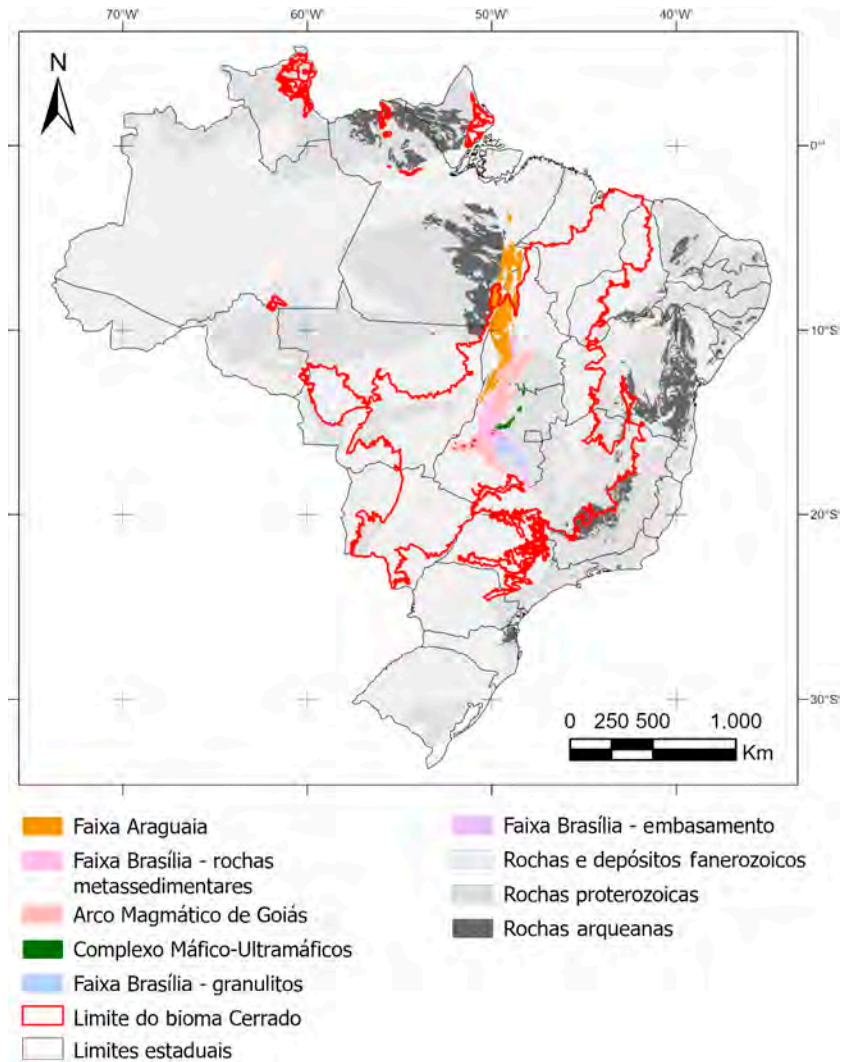 70°W
60°W
50°W
40°W
N
0°
10°S
20°S
30°S
0 250 500 1.000
Km
Faixa Araguaia
Faixa Brasília - rochas
metassedimentares
Arco Magmático de Goiás
Complexo Máfico-Ultramáficos
Faixa Brasília - granulitos
Limite do bioma Cerrado
Limites estaduais
Faixa Brasília - embasamento
Rochas e depósitos fanerozoicos
Rochas proterozoicas
Rochas arqueanas